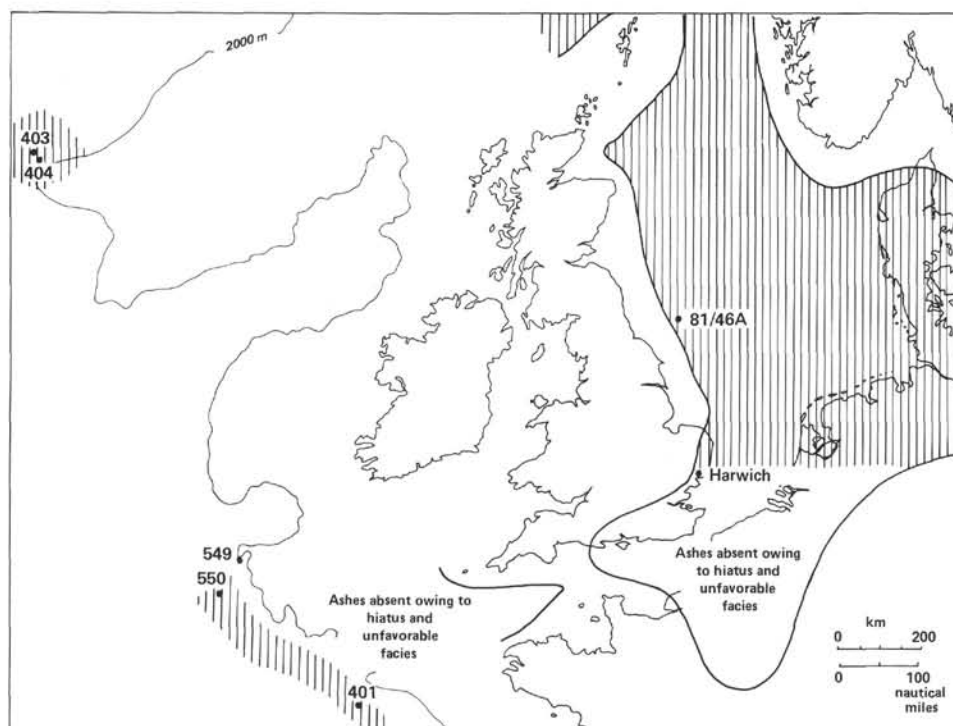 2000 m
403
404
81/46A
Harwich
549
550
Ashes absent owing to
hiatus and
unfavorable
facies
Ashes absent owing
to hiatus and
unfavorable
facies
401
km
0 200
0 100
nautical
miles